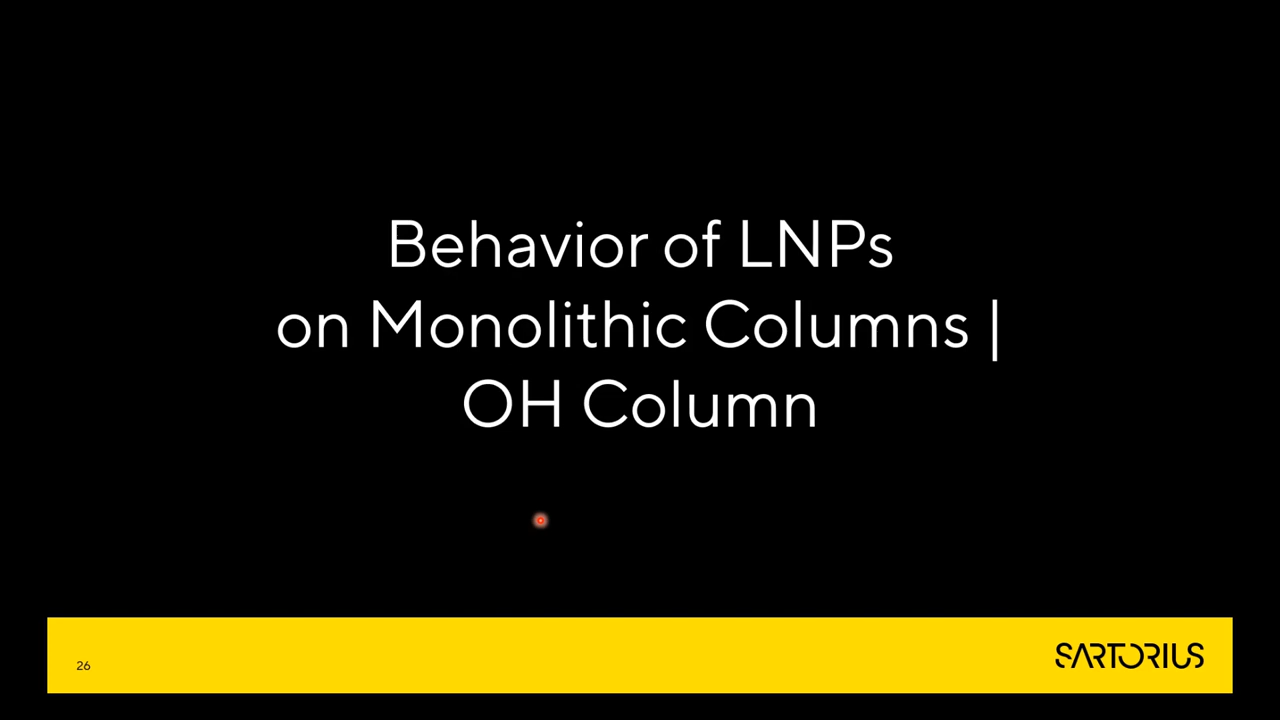 Behavior of LNPs
on Monolithic Columns |
OH Column
26
SARTORIUS